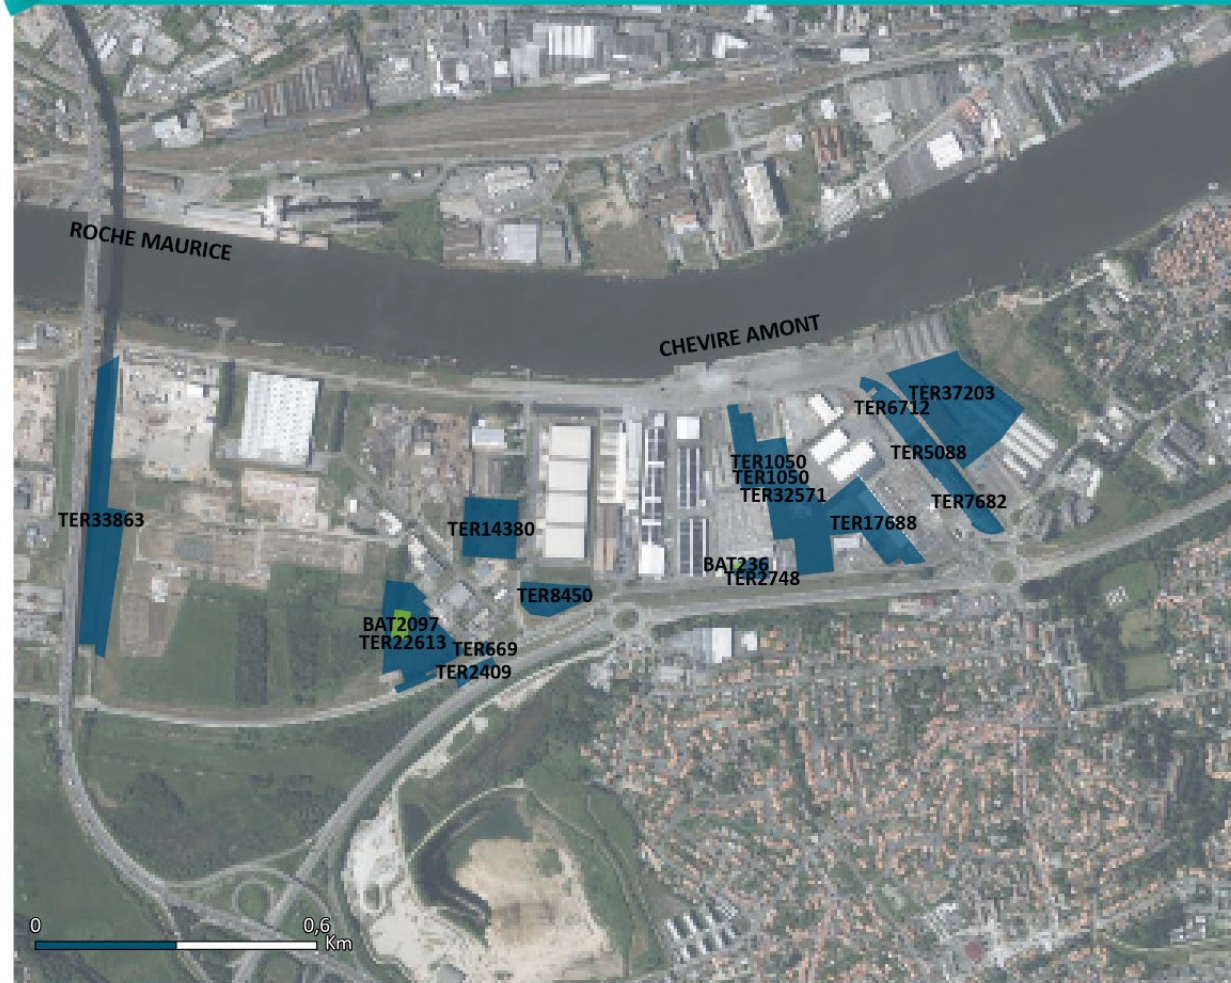 ROCHE MAURICE
CHEVIRE AMONT
TER37203
TER6712
TER5088
TER1050
TER1050
TER32571
TER7682
TER17688
TER33863
TER14380
BAT236
TER2748
TER8450
BAT2097
TER22613
TER669
TER2409
0 0,6
Km